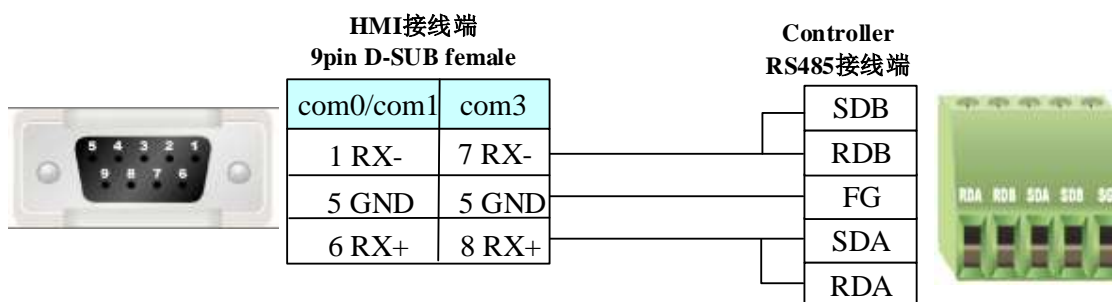 HMI接线端
9pin D-SUB female
Controller
RS485接线端
com0/com1 com3
1 RX- 7 RX-
5 GND 5 GND
6 RX+ 8 RX+
SDB
RDB
FG
SDA
RDA
5 4 3 2 1
9 8 7 6
RDA RDB SDA SDB SG